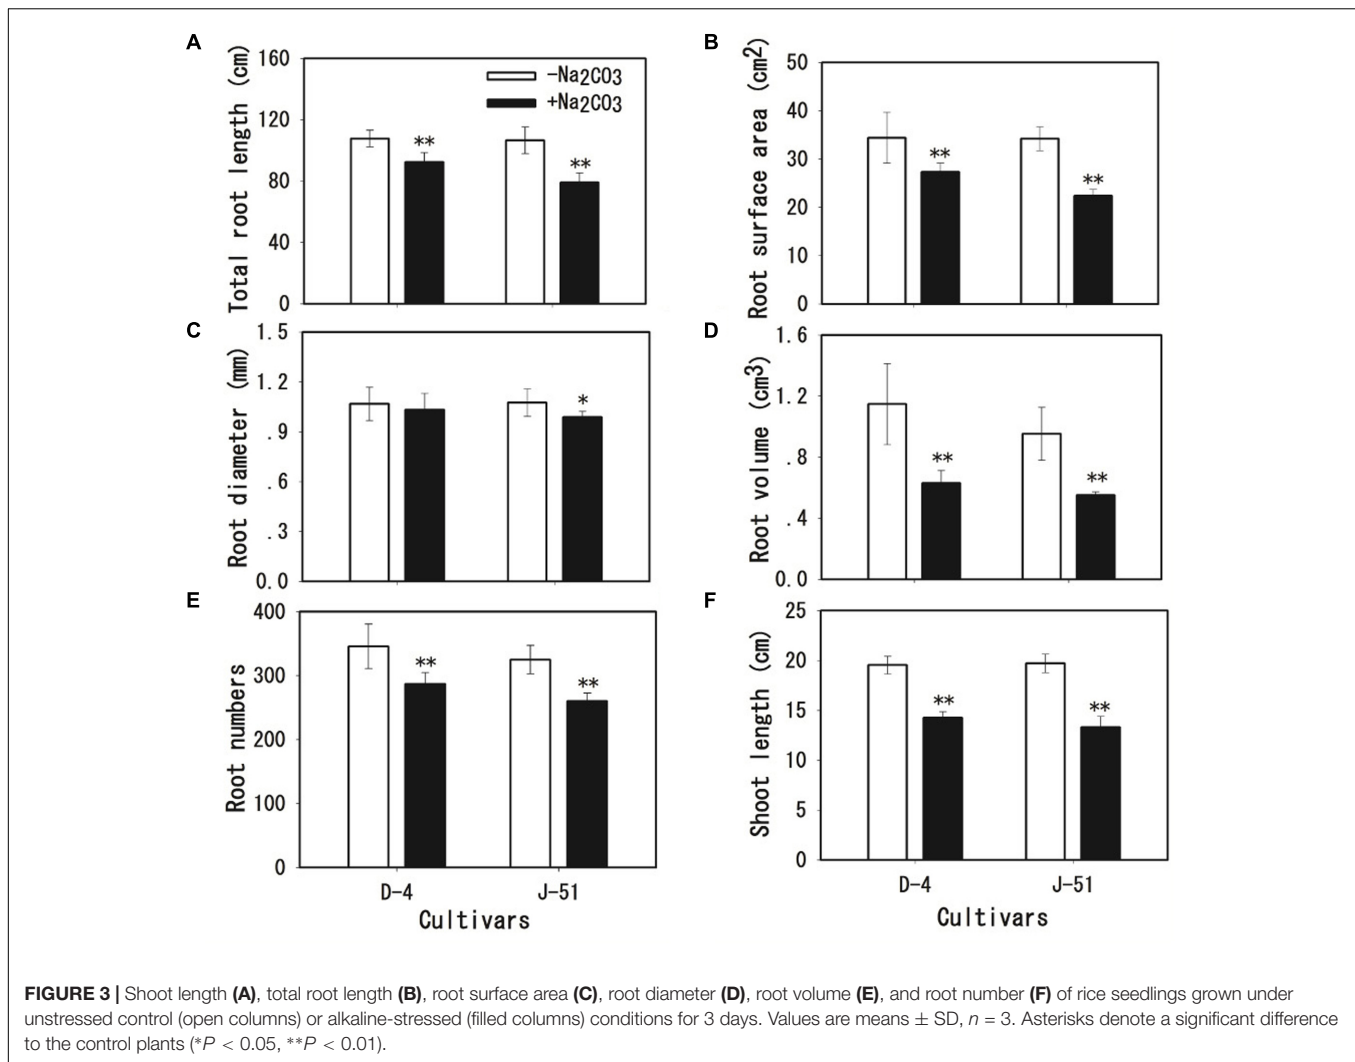 A
B
160
120
80
40
0
Total root length (cm)
−Na2CO3
+Na2CO3
**
**
50
40
30
20
10
0
Root surface area (cm2)
**
**
C
D
1.5
1.2
.9
.6
.3
0.0
Root diameter (mm)
*
1.6
1.2
.8
.4
0.0
Root volume (cm3)
**
**
E
F
400
300
200
100
0
Root numbers
**
**
D-4
J-51
Cultivars
25
20
15
10
5
0
Shoot length (cm)
**
**
D-4
J-51
Cultivars
FIGURE 3 | Shoot length (A), total root length (B), root surface area (C), root diameter (D), root volume (E), and root number (F) of rice seedlings grown under
unstressed control (open columns) or alkaline-stressed (filled columns) conditions for 3 days. Values are means ± SD, n = 3. Asterisks denote a significant difference
to the control plants (*P < 0.05, **P < 0.01).